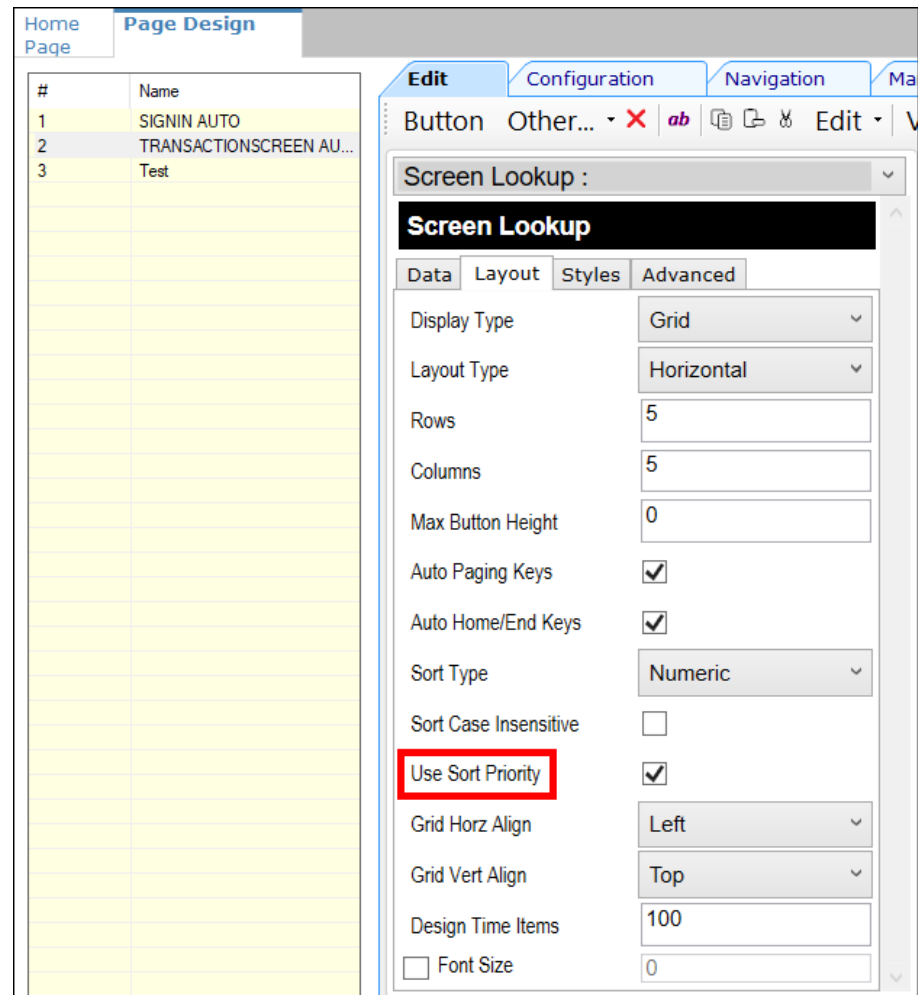 Home Page
Page Design
# Name
1 SIGNIN AUTO
2 TRANSACTIONSCREEN AU...
3 Test
Edit Configuration Navigation Ma
Button Other... ab Edit V
Screen Lookup :
Screen Lookup
Data Layout Styles Advanced
Display Type Grid
Layout Type Horizontal
Rows 5
Columns 5
Max Button Height 0
Auto Paging Keys
Auto Home/End Keys
Sort Type Numeric
Sort Case Insensitive
Use Sort Priority
Grid Horz Align Left
Grid Vert Align Top
Design Time Items 100
Font Size 0